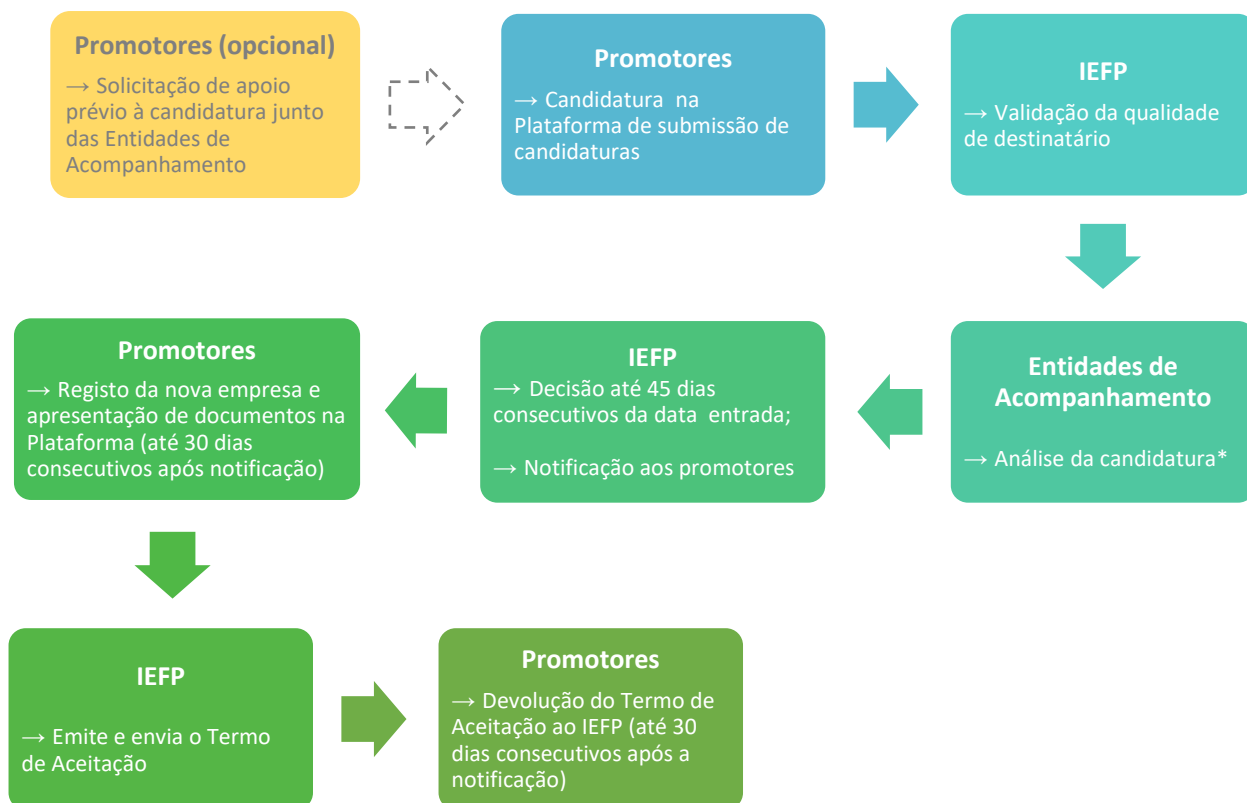 Promotores (opcional)
→ Solicitação de apoio
prévio à candidatura junto
das Entidades de
Acompanhamento
Promotores
→ Candidatura na
Plataforma de submissão de
candidaturas
IEFP
→ Validação da qualidade
de destinatário
Entidades de
Acompanhamento
→ Análise da candidatura*
IEFP
→ Decisão até 45 dias
consecutivos da data entrada;
→ Notificação aos promotores
Promotores
→ Registo da nova empresa e
apresentação de documentos na
Plataforma (até 30 dias
consecutivos após notificação)
IEFP
→ Emite e envia o Termo
de Aceitação
Promotores
→ Devolução do Termo de
Aceitação ao IEFP (até 30
dias consecutivos após a
notificação)